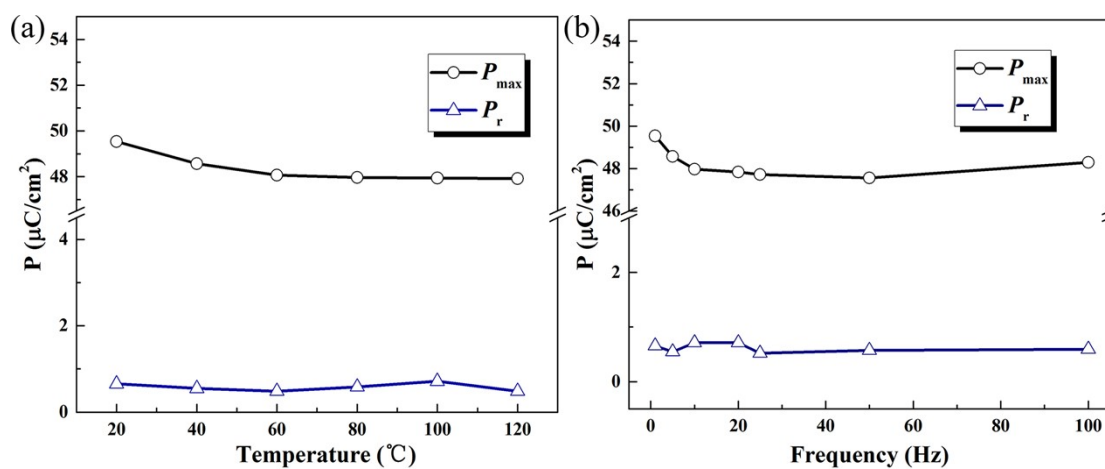 (a)
P (μC/cm²)
54
52
50
48
4
2
0
20 40 60 80 100 120
Temperature (℃)
Pmax
Pr
(b)
P (μC/cm²)
54
52
50
48
46
2
0
0 20 40 60 80 100
Frequency (Hz)
Pmax
Pr